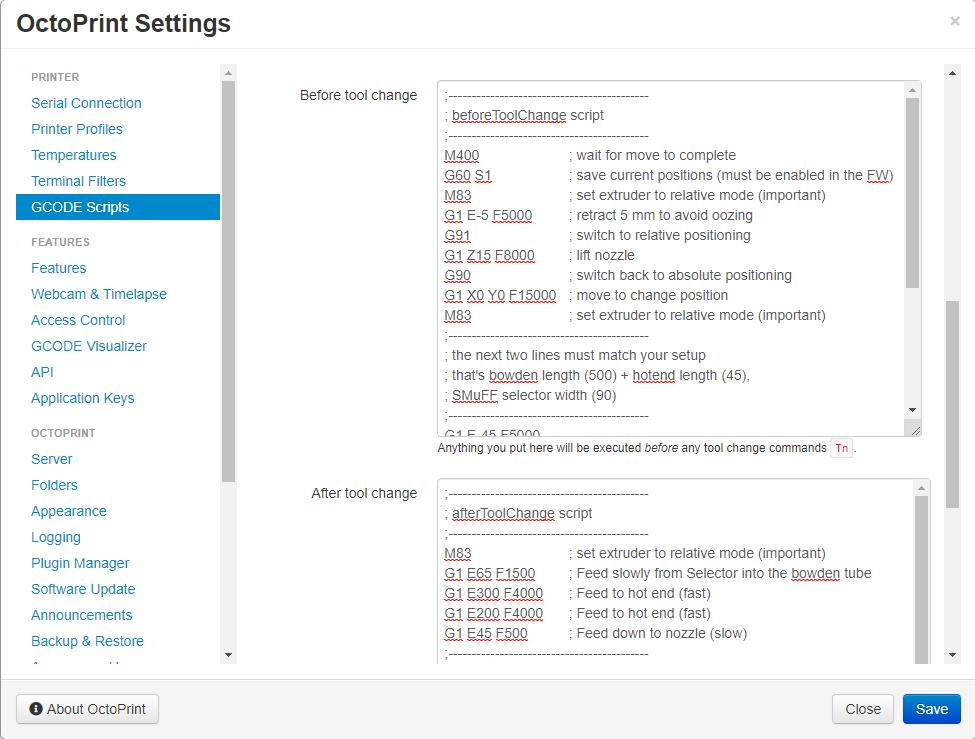 OctoPrint Settings
×
PRINTER
Serial Connection
Printer Profiles
Temperatures
Terminal Filters
GCODE Scripts
FEATURES
Features
Webcam & Timelapse
Access Control
GCODE Visualizer
API
Application Keys
OCTOPRINT
Server
Folders
Appearance
Logging
Plugin Manager
Software Update
Announcements
Backup & Restore
Before tool change
;-------------------------------------------
; beforeToolChange script
;-------------------------------------------
M400 ; wait for move to complete
G60 S1 ; save current positions (must be enabled in the FW)
M83 ; set extruder to relative mode (important)
G1 E-5 F5000 ; retract 5 mm to avoid oozing
G91 ; switch to relative positioning
G1 Z15 F8000 ; lift nozzle
G90 ; switch back to absolute positioning
G1 X0 Y0 F15000 ; move to change position
M83 ; set extruder to relative mode (important)
;-------------------------------------------
; the next two lines must match your setup
; that's bowden length (500) + hotend length (45),
; SMuFF selector width (90)
;-------------------------------------------
G1 E-45 F5000
Anything you put here will be executed before any tool change commands Tn .
After tool change
;-------------------------------------------
; afterToolChange script
;-------------------------------------------
M83 ; set extruder to relative mode (important)
G1 E65 F1500 ; Feed slowly from Selector into the bowden tube
G1 E300 F4000 ; Feed to hot end (fast)
G1 E200 F4000 ; Feed to hot end (fast)
G1 E45 F500 ; Feed down to nozzle (slow)
;-------------------------------------------
About OctoPrint
Close
Save